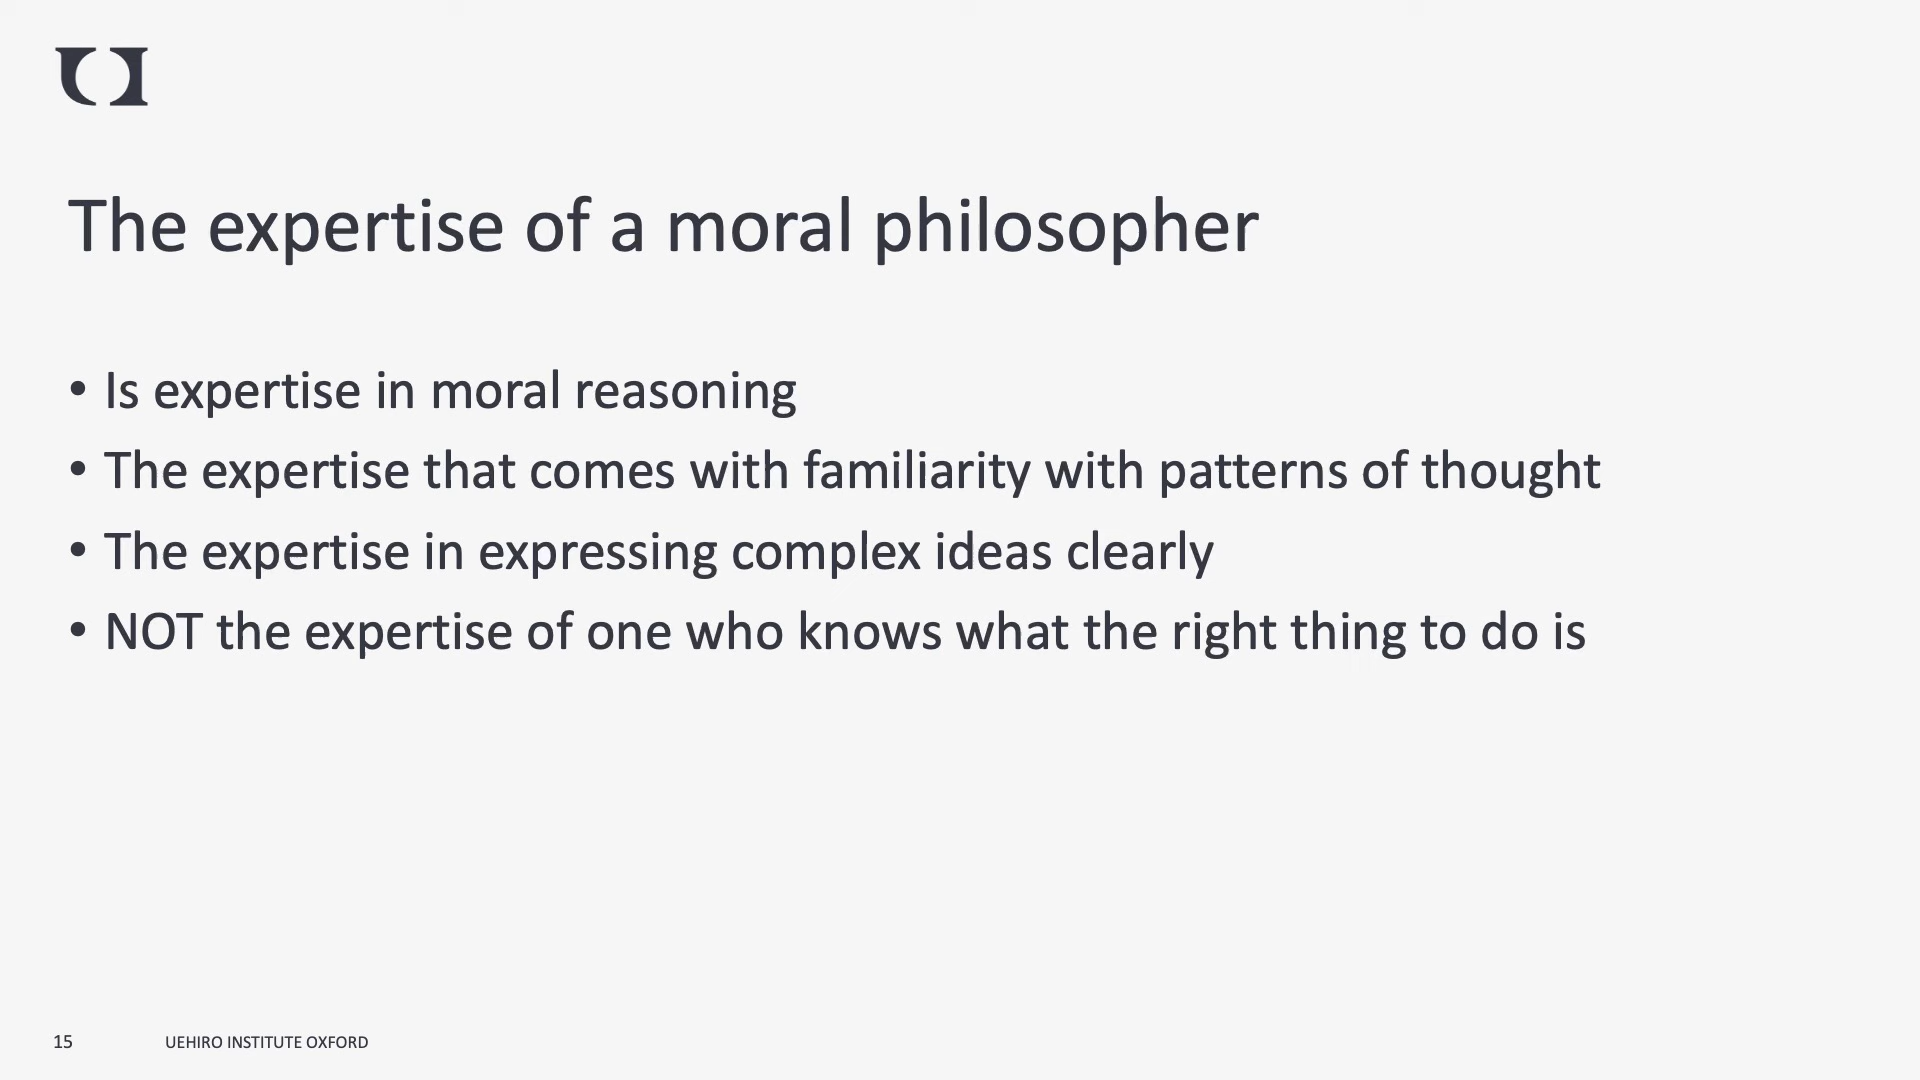 The expertise of a moral philosopher
• Is expertise in moral reasoning
• The expertise that comes with familiarity with patterns of thought
• The expertise in expressing complex ideas clearly
• NOT the expertise of one who knows what the right thing to do is
15 UEHIRO INSTITUTE OXFORD